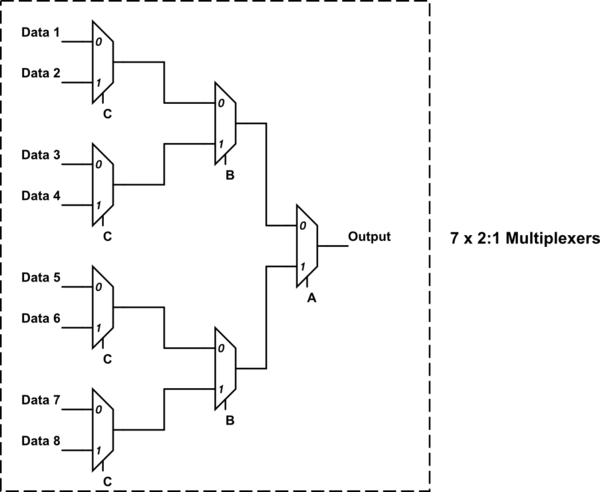 Data 1
0
Data 2
1
C
0
Data 3
0
1
B
Data 4
1
C
0
Output
7 x 2:1 Multiplexers
1
A
Data 5
0
Data 6
1
C
0
Data 7
0
1
B
Data 8
1
C